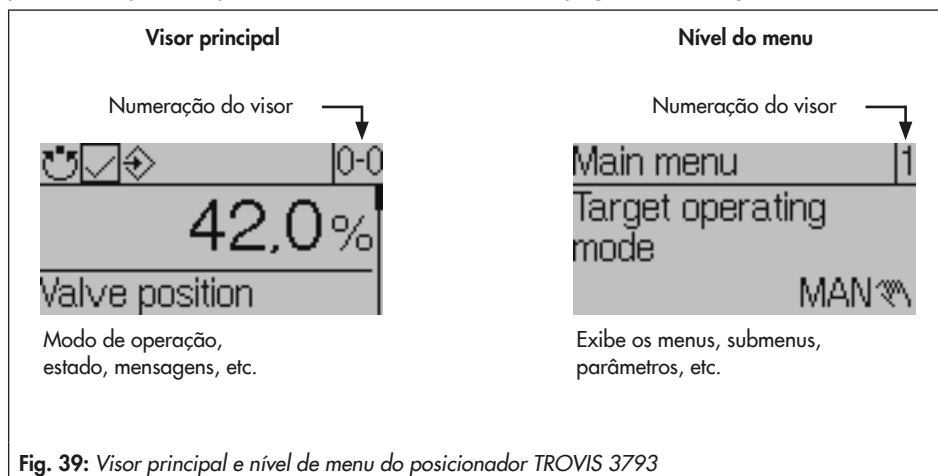 Visor principal
Nível do menu
Numeração do visor
Numeração do visor
0-0
42,0%
Valve position
Main menu 1
Target operating
mode
MAN
Modo de operação,
estado, mensagens, etc.
Exibe os menus, submenus,
parâmetros, etc.
Fig. 39: Visor principal e nível de menu do posicionador TROVIS 3793